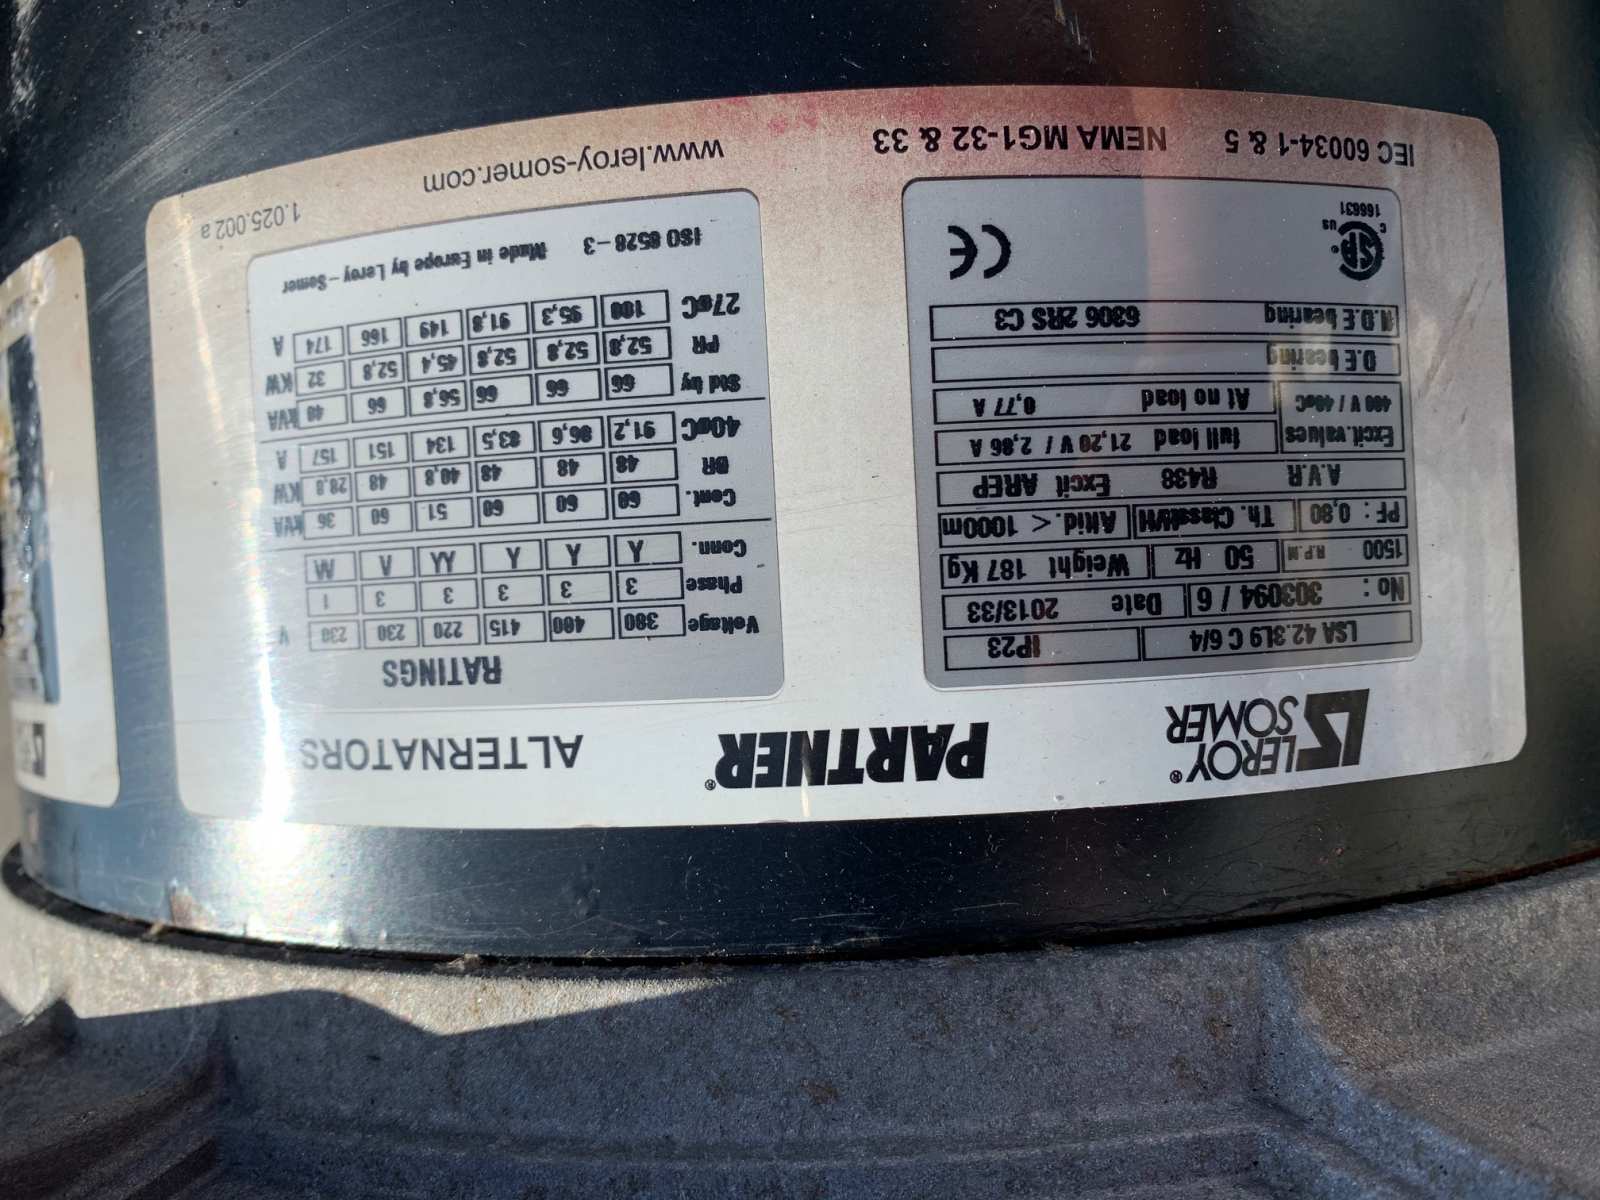 LEROY®
SOMER
PARTNER®
ALTERNATORS
LSA 42.3L9 C 6/4 IP23
No : 303094 / 6 Date 2013/33
1500 R.P.M 50 Hz Weight 187 Kg
PF : 0,80 Th. Class Altid. < 1000m
A.V.R R438 Excit AREP
Excit.values full load 21,20 V / 2,86 A
400 V / 40øC At no load 0,77 A
D.E bearing
N.D.E bearing 6306 2RS C3
SP®
C US
166631
CE
IEC 60034-1 & 5 NEMA MG1-32 & 33
RATINGS
Voltage 380 400 415 220 230 230 V
Phase 3 3 3 3 3 1
Conn. Y Y Y YY
Cont. 60 60 60 51 60 36 kVA
BR 48 48 48 40,8 48 28,8 KW
40øC 91,2 86,6 83,5 134 151 157 A
Std by 66 66 66 56,8 66 40 kVA
PR 52,8 52,8 52,8 45,4 52,8 32 KW
27øC 100 95,3 91,8 149 166 174 A
ISO 8528 – 3 Made in Europe by Leroy – Somer
www.leroy-somer.com
1.025.002 a